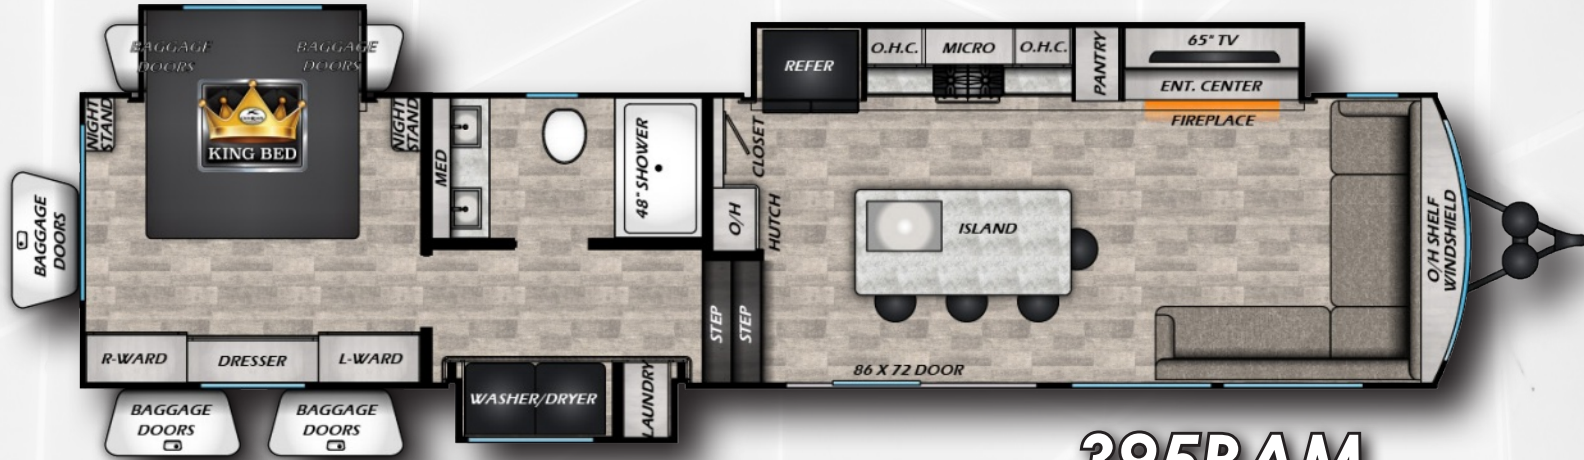 BAGGAGE
DOORS
BAGGAGE
DOORS
KING BED
NIGHT
STAND
NIGHT
STAND
BAGGAGE
DOORS
R-WARD
DRESSER
L-WARD
BAGGAGE
DOORS
BAGGAGE
DOORS
MED
48" SHOWER
WASHER/DRYER
LAUNDRY
CLOSET
O/H
HUTCH
STEP
STEP
REFER
O.H.C.
MICRO
O.H.C.
PANTRY
65" TV
ENT. CENTER
FIREPLACE
ISLAND
86 X 72 DOOR
O/H SHELF
WINDSHIELD